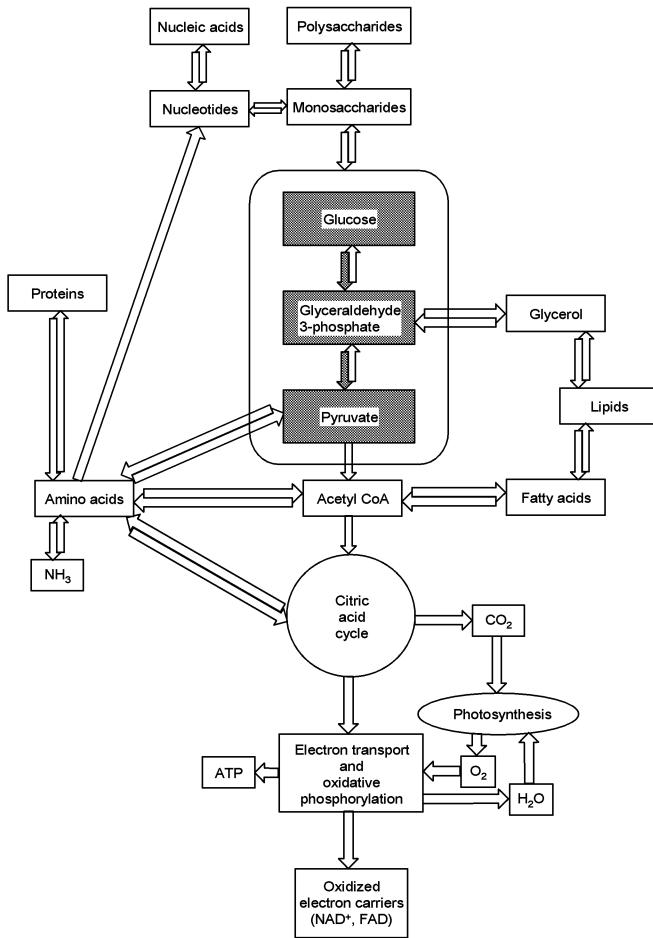 Nucleic acids
Polysaccharides
Nucleotides
Monosaccharides
Glucose
Proteins
Glyceraldehyde
3-phosphate
Glycerol
Pyruvate
Lipids
Amino acids
Acetyl CoA
Fatty acids
NH₃
Citric
acid
cycle
CO₂
Photosynthesis
Electron transport
and
oxidative
phosphorylation
ATP
O₂
H₂O
Oxidized
electron carriers
(NAD⁺, FAD)